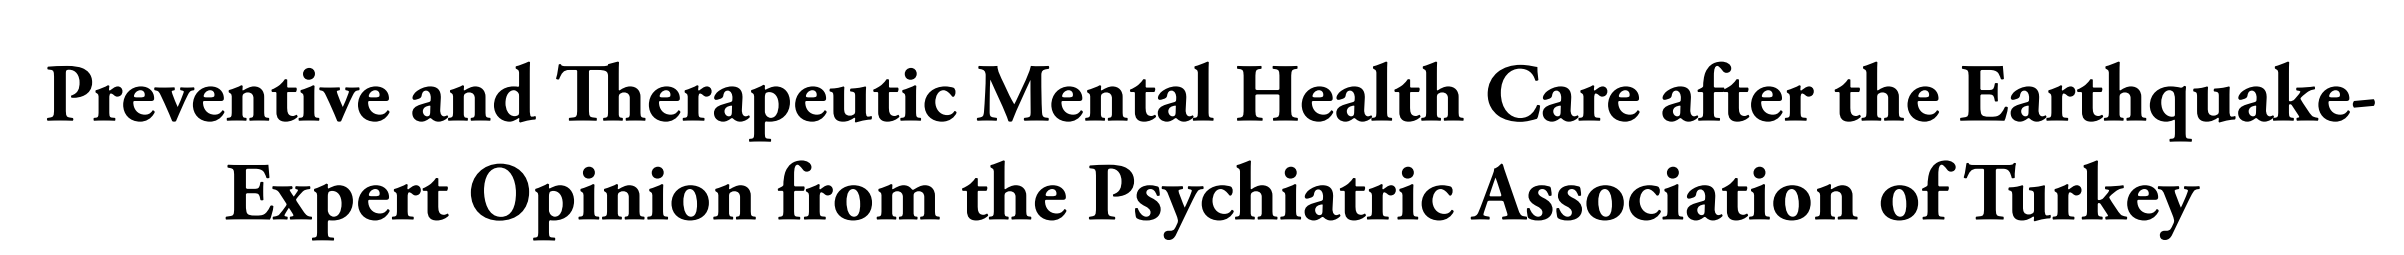 Preventive and Therapeutic Mental Health Care after the Earthquake-
Expert Opinion from the Psychiatric Association of Turkey